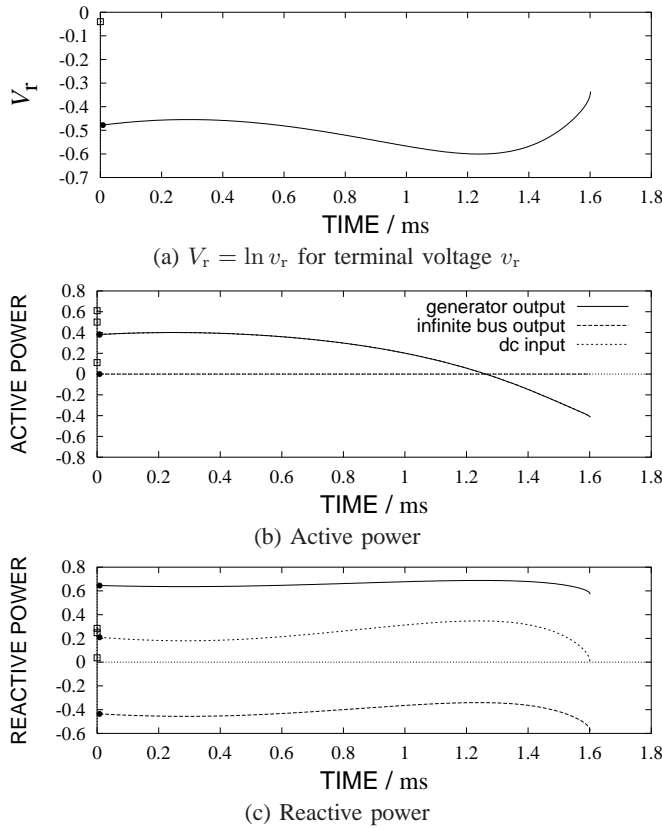 0
-0.1
-0.2
-0.3
-0.4
-0.5
-0.6
-0.7
V_r
0 0.2 0.4 0.6 0.8 1 1.2 1.4 1.6 1.8
TIME / ms
(a) V_r = ln v_r for terminal voltage v_r
0.8
0.6
0.4
0.2
0
-0.2
-0.4
-0.6
-0.8
ACTIVE POWER
generator output
infinite bus output
dc input
0 0.2 0.4 0.6 0.8 1 1.2 1.4 1.6 1.8
TIME / ms
(b) Active power
0.8
0.6
0.4
0.2
0
-0.2
-0.4
-0.6
REACTIVE POWER
0 0.2 0.4 0.6 0.8 1 1.2 1.4 1.6 1.8
TIME / ms
(c) Reactive power